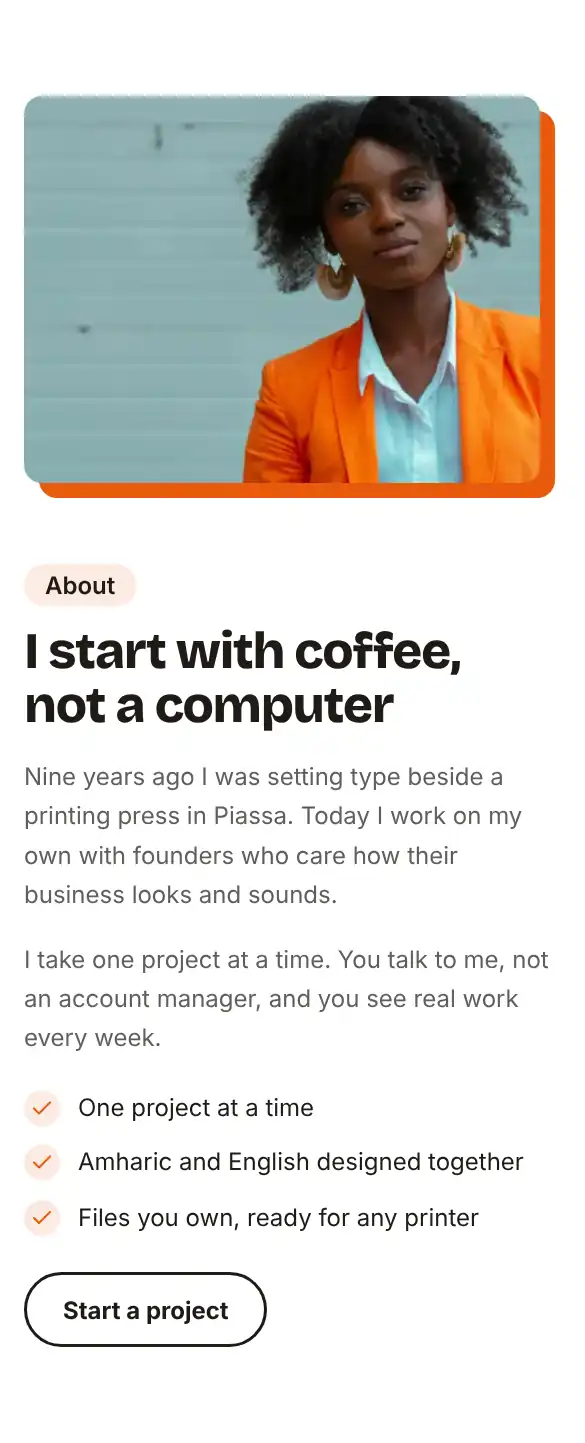 About
I start with coffee,
not a computer
Nine years ago I was setting type beside a
printing press in Piassa. Today I work on my
own with founders who care how their
business looks and sounds.
I take one project at a time. You talk to me, not
an account manager, and you see real work
every week.
One project at a time
Amharic and English designed together
Files you own, ready for any printer
Start a project